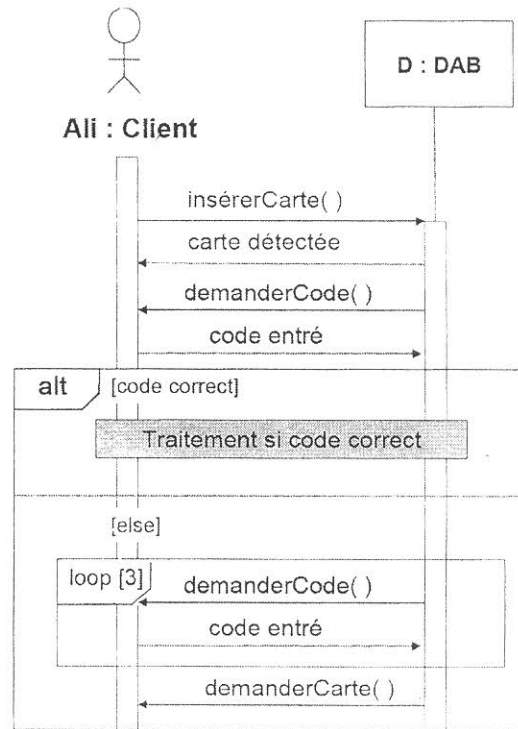 D : DAB
Ali : Client
insérerCarte( )
carte détectée
demanderCode( )
code entré
alt [code correct]
Traitement si code correct
[else]
loop [3]
demanderCode( )
code entré
demanderCarte( )